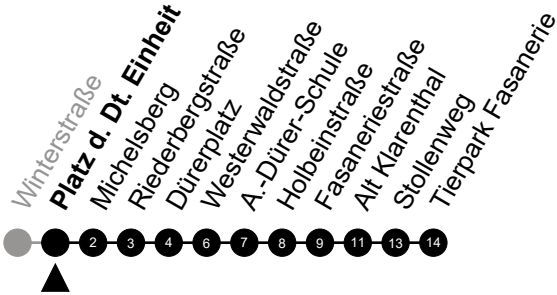 Winterstraße
Platz d. Dt. Einheit
Michelsberg
Riederbergstraße
Dürerplatz
Westerwaldstraße
A.-Dürer-Schule
Holbeinstraße
Fasaneriestraße
Alt Klarenthal
Stollenweg
Tierpark Fasanerie
2 3 4 6 7 8 9 11 13 14